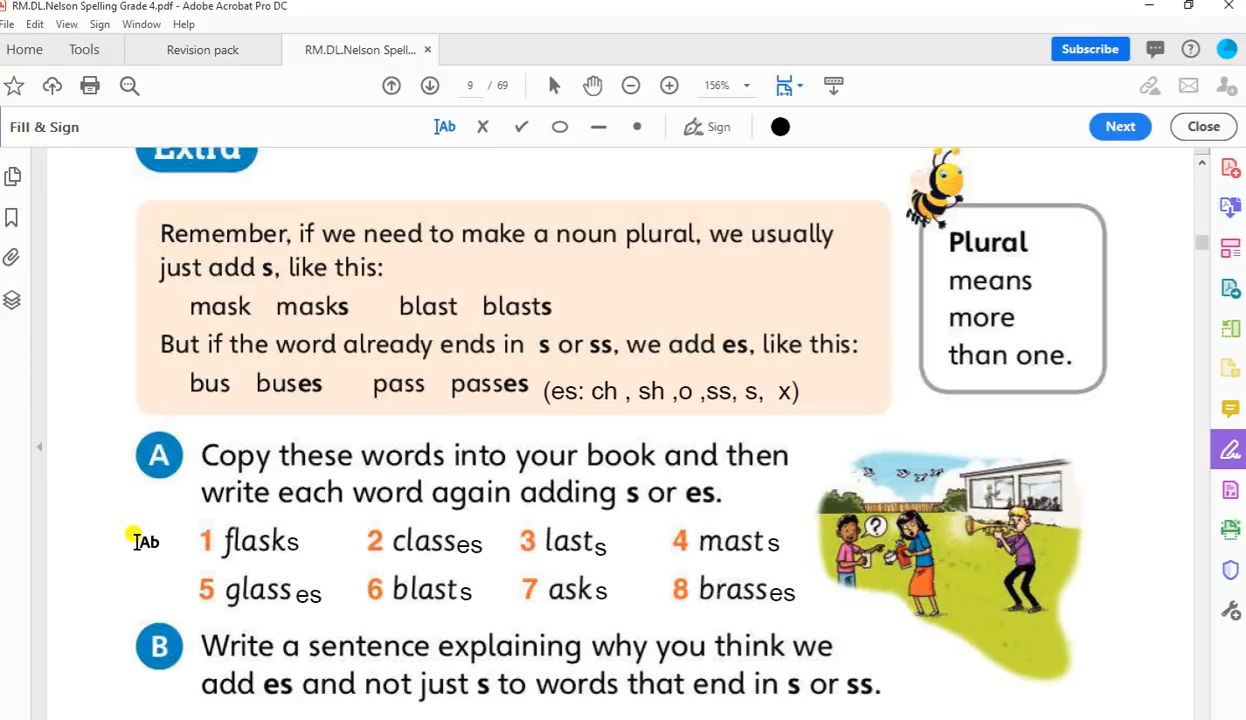 RM.DL.Nelson Spelling Grade 4.pdf - Adobe Acrobat Pro DC
File Edit View Sign Window Help
Home Tools Revision pack RM.DL.Nelson Spell... × Subscribe
9 / 69 156%
Fill & Sign Ab Sign Next Close
Extra
Remember, if we need to make a noun plural, we usually
just add s, like this:
mask masks blast blasts
But if the word already ends in s or ss, we add es, like this:
bus buses pass passes (es: ch , sh ,o ,ss, s, x)
Plural
means
more
than one.
A Copy these words into your book and then
write each word again adding s or es.
Ab 1 flasks 2 classes 3 lasts 4 masts
5 glass es 6 blasts 7 asks 8 brasses
?
B Write a sentence explaining why you think we
add es and not just s to words that end in s or ss.